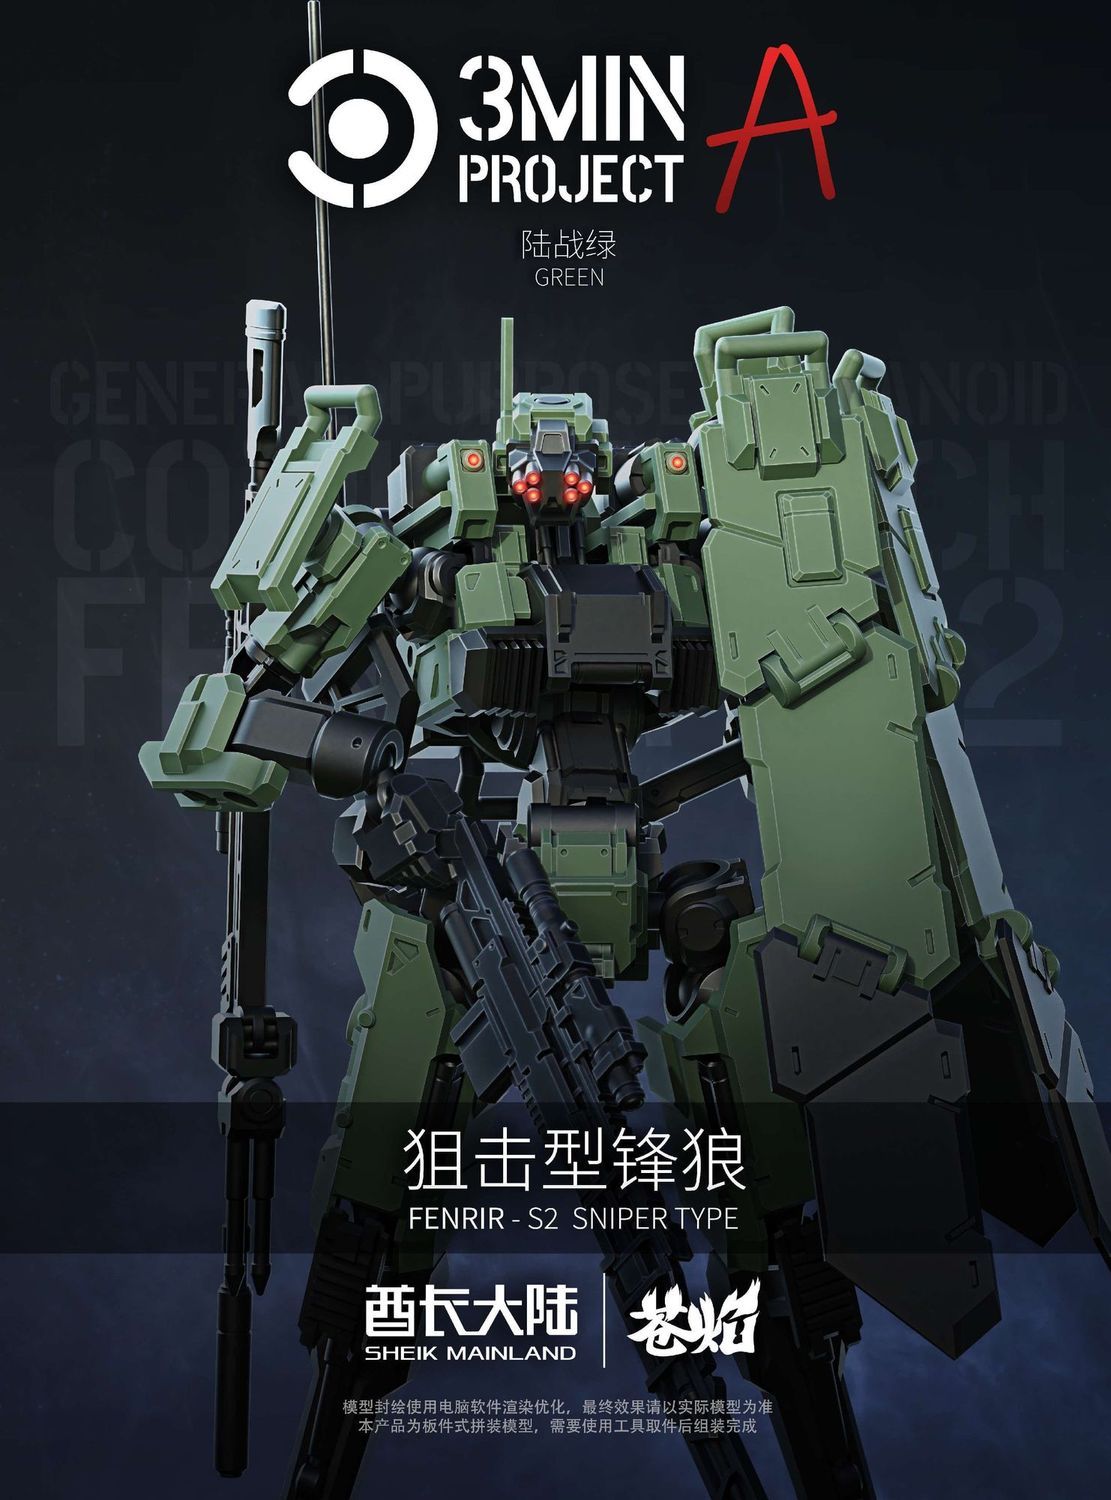 3MIN
PROJECT A
陆战绿
GREEN
狙击型锋狼
FENRIR - S2 SNIPER TYPE
酋长大陆 苍焰
SHEIK MAINLAND
模型封绘使用电脑软件渲染优化，最终效果请以实际模型为准
本产品为板件式拼装模型，需要使用工具取件后组装完成